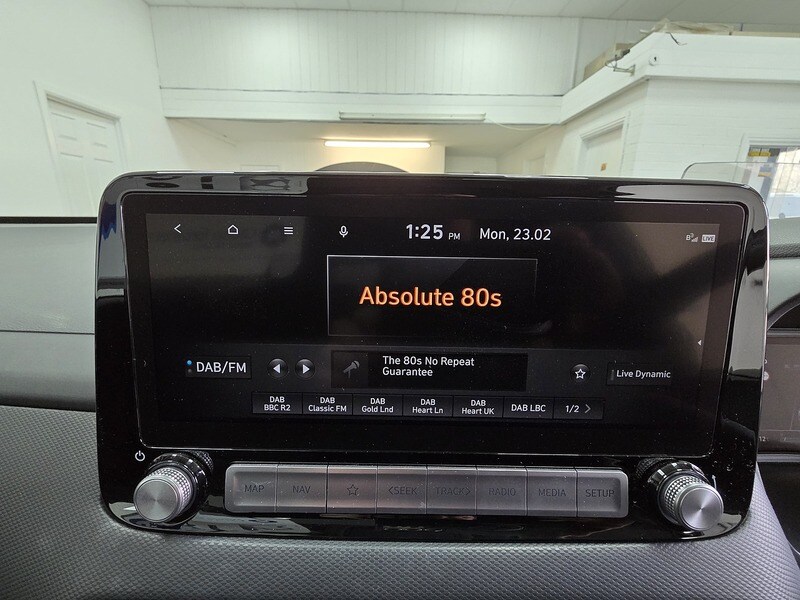 1:25 PM Mon, 23.02
LIVE
Absolute 80s
DAB/FM
The 80s No Repeat
Guarantee
Live Dynamic
DAB
BBC R2
DAB
Classic FM
DAB
Gold Lnd
DAB
Heart Ln
DAB
Heart UK
DAB LBC
1/2
MAP NAV <SEEK TRACK> RADIO MEDIA SETUP